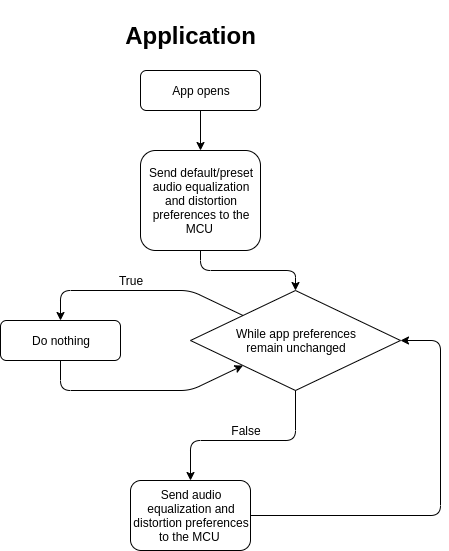 Application
App opens
Send default/preset
audio equalization
and distortion
preferences to the
MCU
True
Do nothing
While app preferences
remain unchanged
False
Send audio
equalization and
distortion preferences
to the MCU